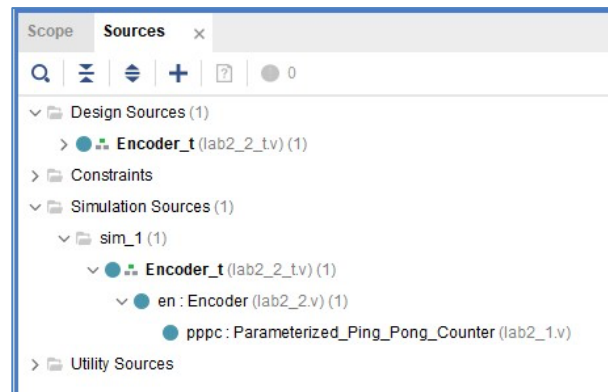 Scope Sources
0
Design Sources (1)
Encoder_t (lab2_2_t.v) (1)
Constraints
Simulation Sources (1)
sim_1 (1)
Encoder_t (lab2_2_t.v) (1)
en : Encoder (lab2_2.v) (1)
pppc : Parameterized_Ping_Pong_Counter (lab2_1.v)
Utility Sources